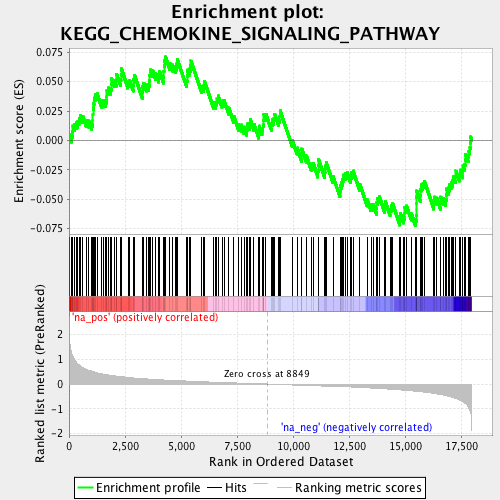 Enrichment plot:
KEGG_CHEMOKINE_SIGNALING_PATHWAY
Enrichment score (ES)
0.075
0.050
0.025
0.000
-0.025
-0.050
-0.075
'na_pos' (positively correlated)
Ranked list metric (PreRanked)
2
1
0
-1
-2
Zero cross at 8849
'na_neg' (negatively correlated)
0
2,500
5,000
7,500
10,000
12,500
15,000
17,500
Rank in Ordered Dataset
Enrichment profile
Hits
Ranking metric scores